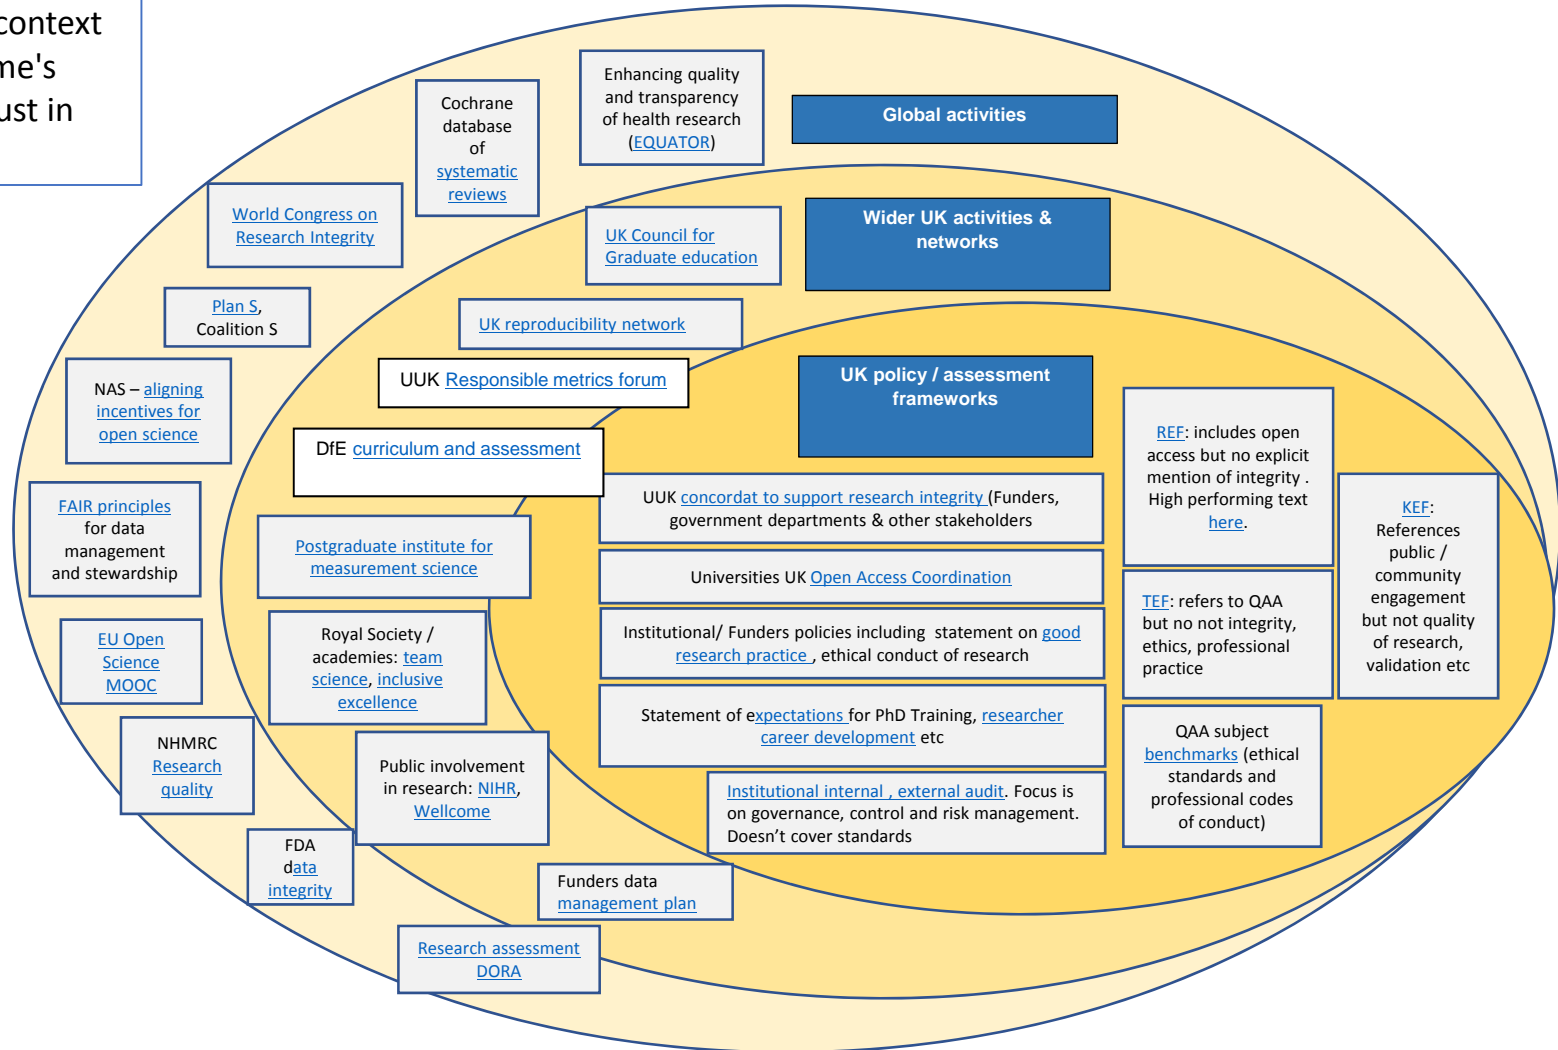 context
me's
ust in
Enhancing quality
and transparency
of health research
(EQUATOR)
Cochrane
database
of
systematic
reviews
Global activities
World Congress on
Research Integrity
UK Council for
Graduate education
Wider UK activities &
networks
Plan S,
Coalition S
UK reproducibility network
NAS – aligning
incentives for
open science
UUK Responsible metrics forum
UK policy / assessment
frameworks
DfE curriculum and assessment
REF: includes open
access but no explicit
mention of integrity .
High performing text
here.
FAIR principles
for data
management
and stewardship
UUK concordat to support research integrity (Funders,
government departments & other stakeholders
KEF:
References
public /
community
engagement
but not quality
of research,
validation etc
Postgraduate institute for
measurement science
Universities UK Open Access Coordination
TEF: refers to QAA
but no not integrity,
ethics, professional
practice
EU Open
Science
MOOC
Royal Society /
academies: team
science, inclusive
excellence
Institutional/ Funders policies including statement on good
research practice , ethical conduct of research
Statement of expectations for PhD Training, researcher
career development etc
NHMRC
Research
quality
Public involvement
in research: NIHR,
Wellcome
QAA subject
benchmarks (ethical
standards and
professional codes
of conduct)
Institutional internal , external audit. Focus is
on governance, control and risk management.
Doesn't cover standards
FDA
data
integrity
Funders data
management plan
Research assessment
DORA